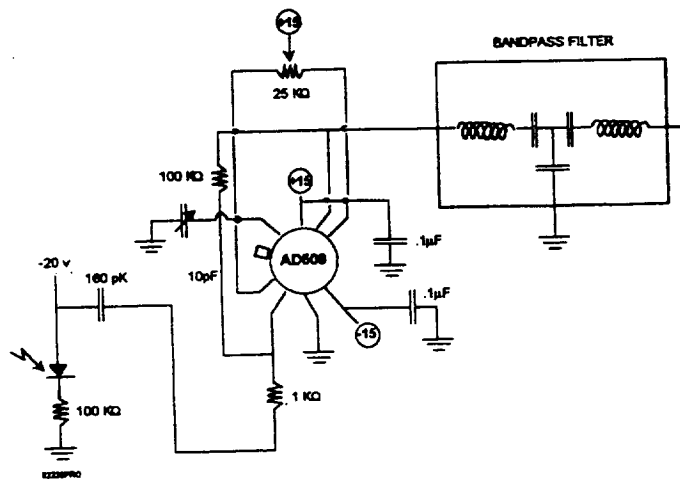 +15
BANDPASS FILTER
25 KΩ
100 KΩ
+15
AD509
.1µF
10pF
-20 v
160 pK
.1µF
-15
1 KΩ
100 KΩ